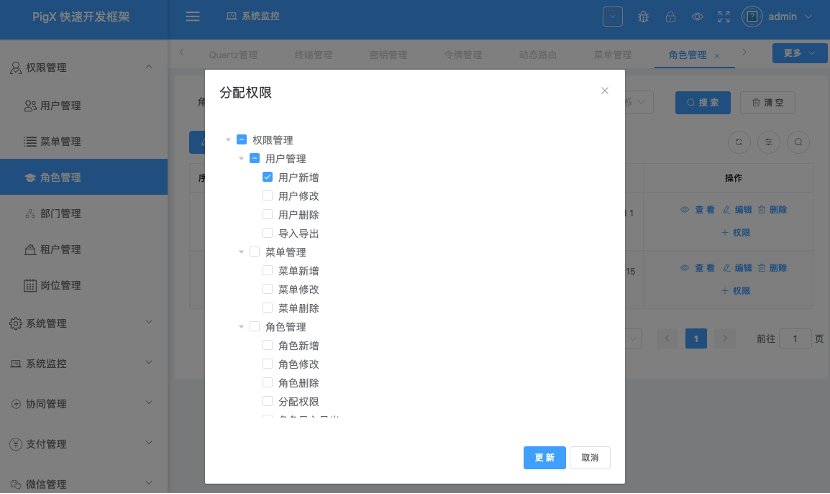 PigX 快速开发框架
系统监控
admin
权限管理
用户管理
菜单管理
角色管理
部门管理
租户管理
岗位管理
系统管理
系统监控
协同管理
支付管理
微信管理
Quartz管理
终端管理
密钥管理
令牌管理
动态路由
菜单管理
角色管理
更多
搜 索
清 空
操作
查 看 编辑 删除
权限
查 看 编辑 删除
权限
1
前往 1 页
分配权限
权限管理
用户管理
用户新增
用户修改
用户删除
导入导出
菜单管理
菜单新增
菜单修改
菜单删除
角色管理
角色新增
角色修改
角色删除
分配权限
更 新
取消